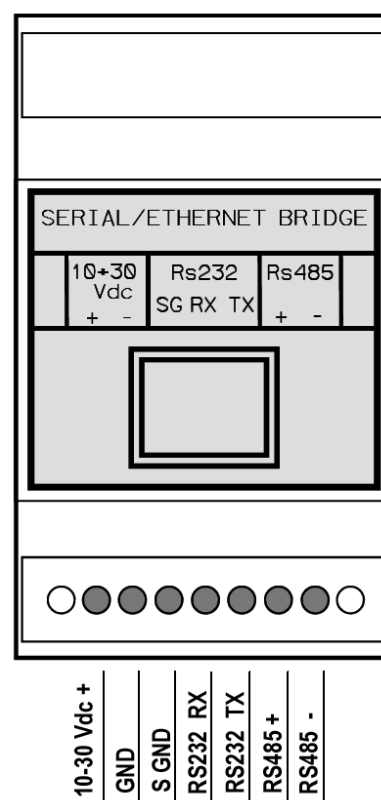 SERIAL/ETHERNET BRIDGE
10÷30 Rs232 Rs485
Vdc
SG RX TX
+ - + -
10-30 Vdc +
GND
S GND
RS232 RX
RS232 TX
RS485+
RS485 -